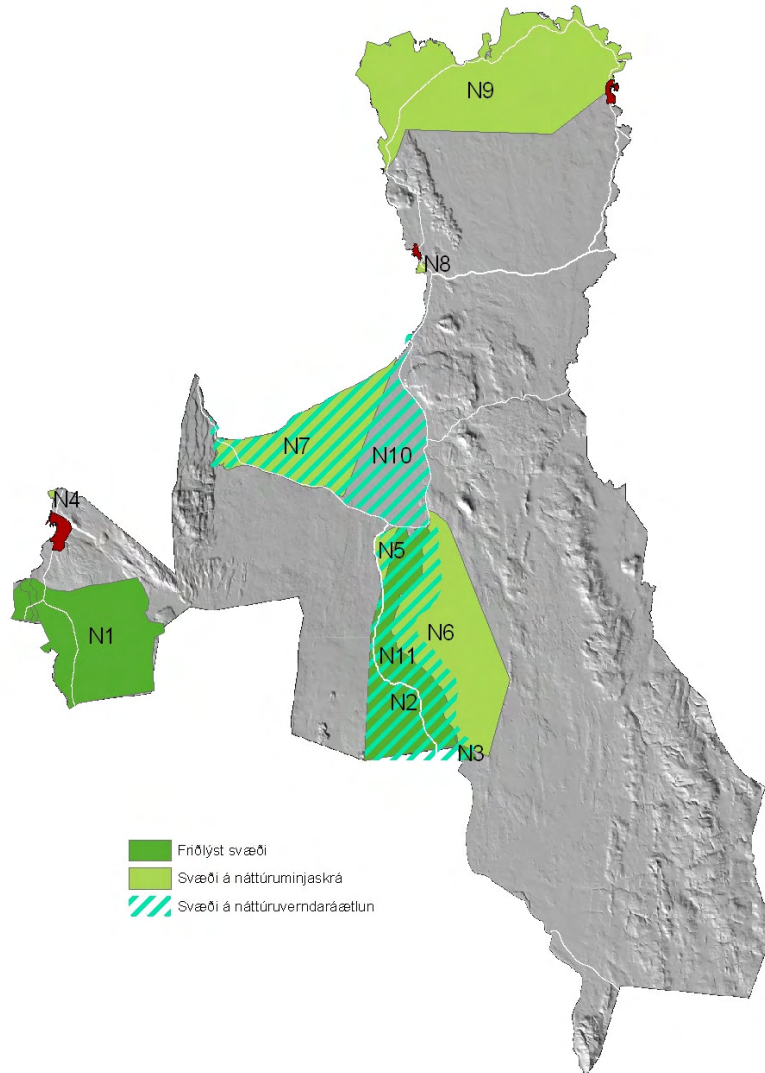 N9
N8
N7
N10
N4
N5
N1
N6
N11
N2
N3
Friðlýst svæði
Svæði á náttúruminjaskrá
Svæði á náttúruverndaráætlun